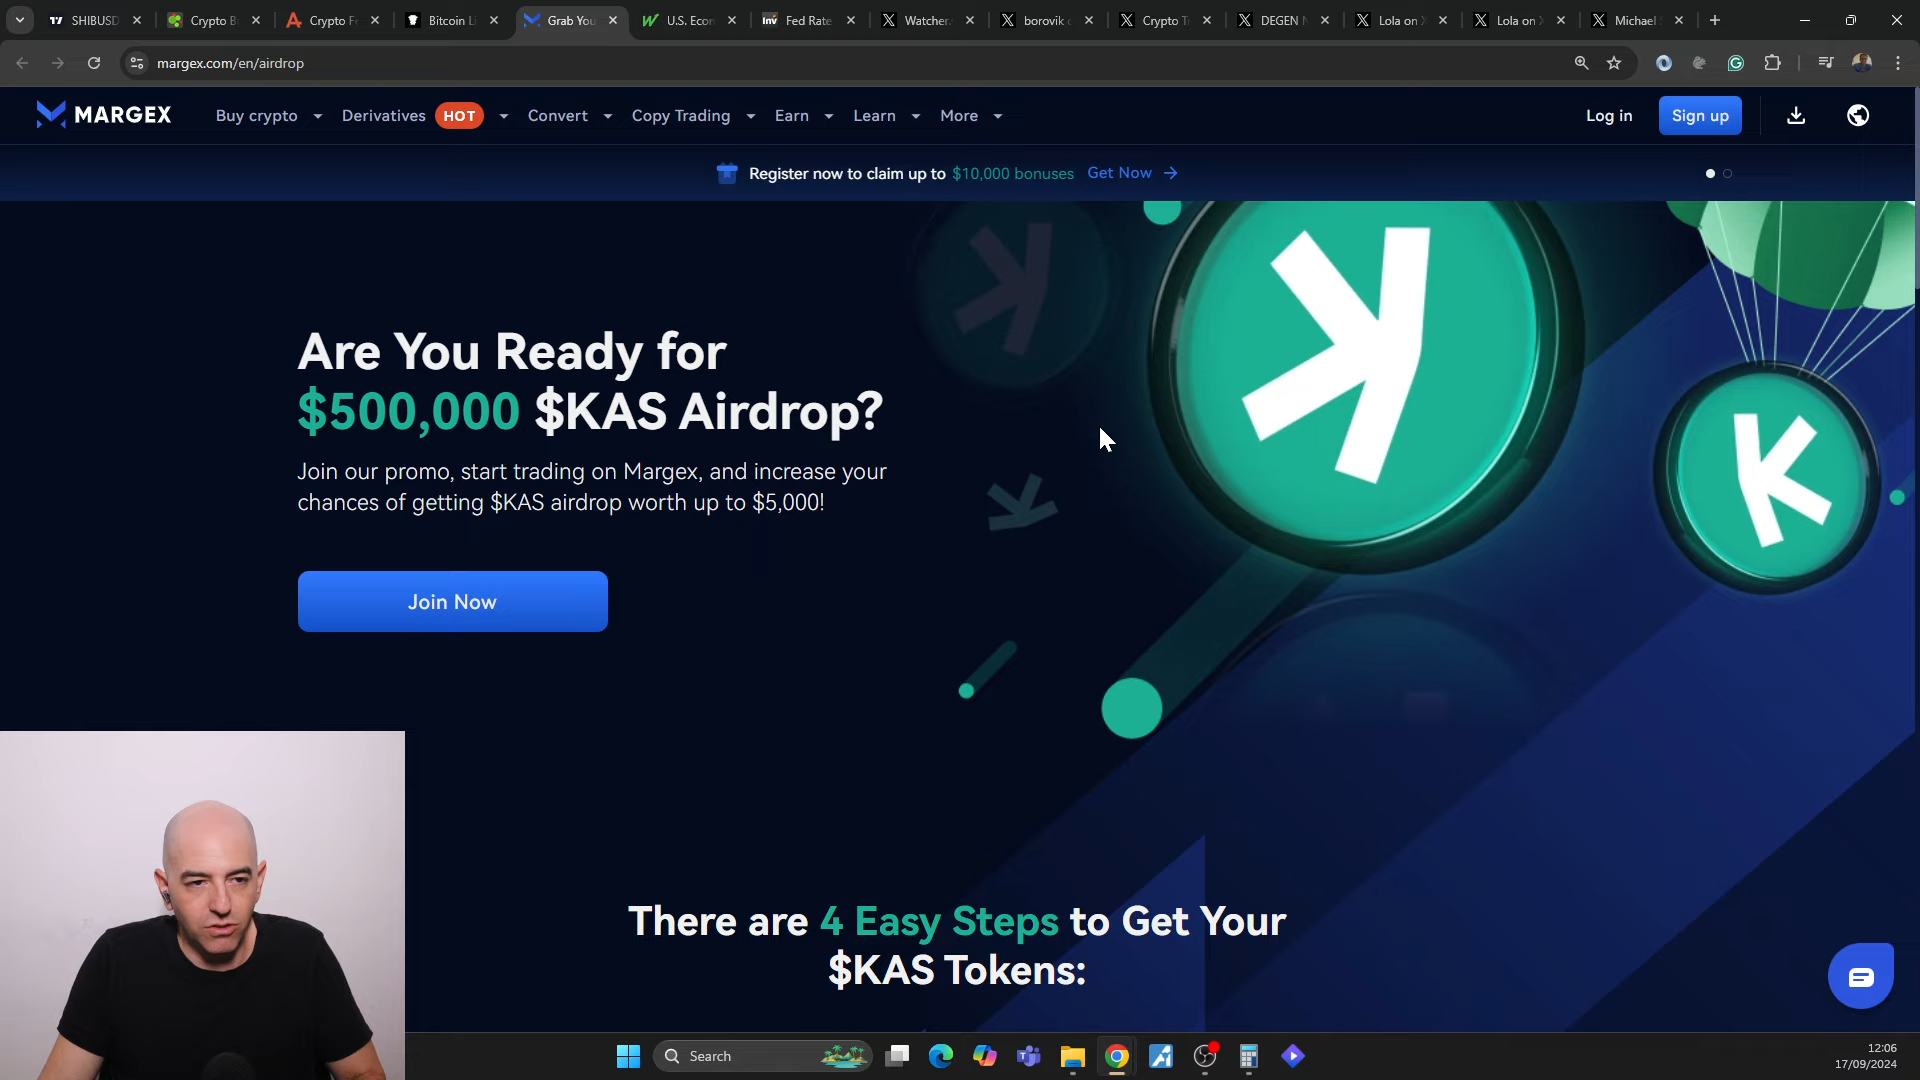 SHIBUSD
Crypto B
Crypto F
Bitcoin Li
Grab You
U.S. Econ
Inv
Fed Rate
Watcher.
borovik
Crypto T
DEGEN
Lola on
Lola on
Michael
margex.com/en/airdrop
MARGEX
Buy crypto
Derivatives
HOT
Convert
Copy Trading
Earn
Learn
More
Log in
Sign up
Register now to claim up to $10,000 bonuses Get Now →
Are You Ready for
$500,000 $KAS Airdrop?
Join our promo, start trading on Margex, and increase your
chances of getting $KAS airdrop worth up to $5,000!
Join Now
There are 4 Easy Steps to Get Your
$KAS Tokens:
Search
12:06
17/09/2024